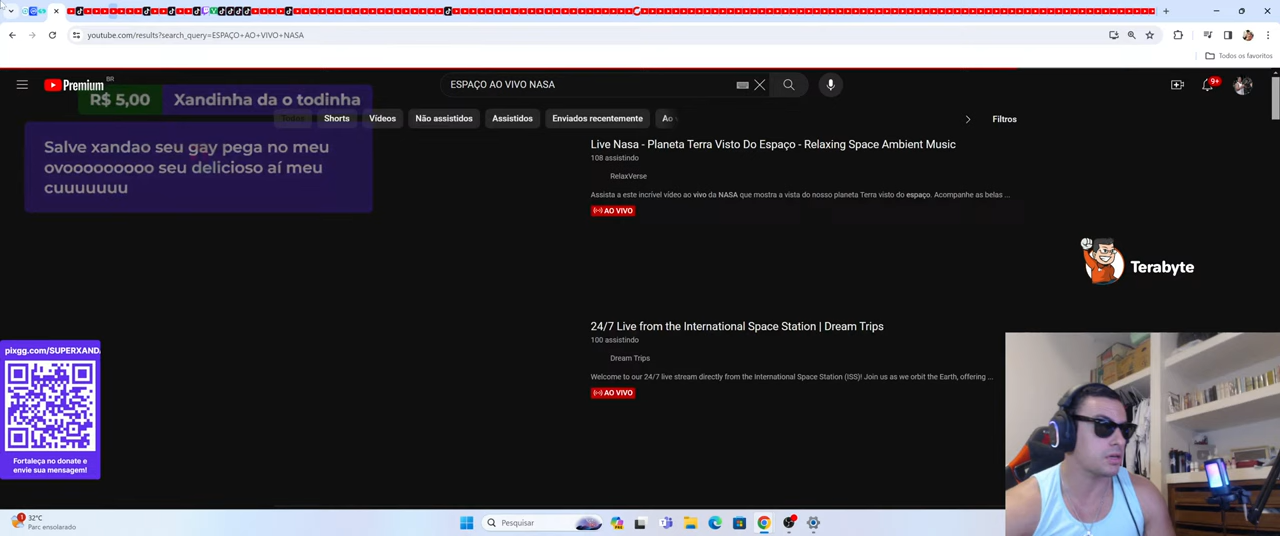 youtube.com/results?search_query=ESPAÇO+AO+VIVO+NASA
Todos os favoritos
Premium BR
ESPAÇO AO VIVO NASA
9+
R$ 5,00 Xandinha da o todinha
Todos Shorts Vídeos Não assistidos Assistidos Enviados recentemente Ao v
Filtros
Salve xandao seu gay pega no meu
ovooooooooo seu delicioso aí meu
cuuuuuuu
Live Nasa - Planeta Terra Visto Do Espaço - Relaxing Space Ambient Music
108 assistindo
RelaxVerse
Assista a este incrível vídeo ao vivo da NASA que mostra a vista do nosso planeta Terra visto do espaço. Acompanhe as belas ...
AO VIVO
Terabyte
24/7 Live from the International Space Station | Dream Trips
100 assistindo
Dream Trips
Welcome to our 24/7 live stream directly from the International Space Station (ISS)! Join us as we orbit the Earth, offering ...
AO VIVO
pixgg.com/SUPERXANDA
Fortaleça no donate e
envie sua mensagem!
1
32°C
Parc ensolarado
Pesquisar